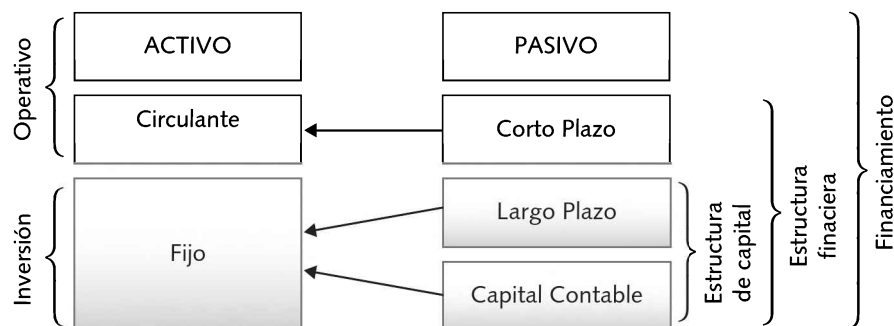 Operativo
ACTIVO
PASIVO
Circulante
Corto Plazo
Inversión
Fijo
Largo Plazo
Capital Contable
Estructura
de capital
Estructura
finaciera
Financiamiento